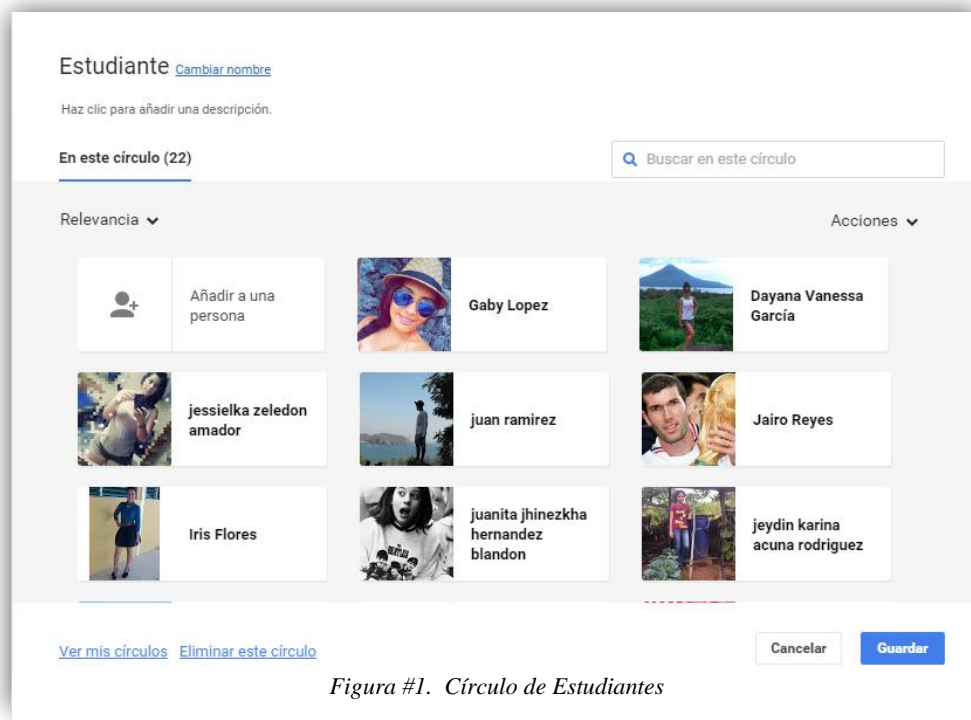 Estudiante Cambiar nombre
Haz clic para añadir una descripción.
En este círculo (22)
Buscar en este círculo
Relevancia
Acciones
Añadir a una
persona
Gaby Lopez
Dayana Vanessa
García
jessielka zeledon
amador
juan ramirez
Jairo Reyes
Iris Flores
juanita jhinezkha
hernandez
blandon
jeydin karina
acuna rodriguez
Ver mis círculos Eliminar este círculo
Cancelar
Guardar
Figura #1. Círculo de Estudiantes